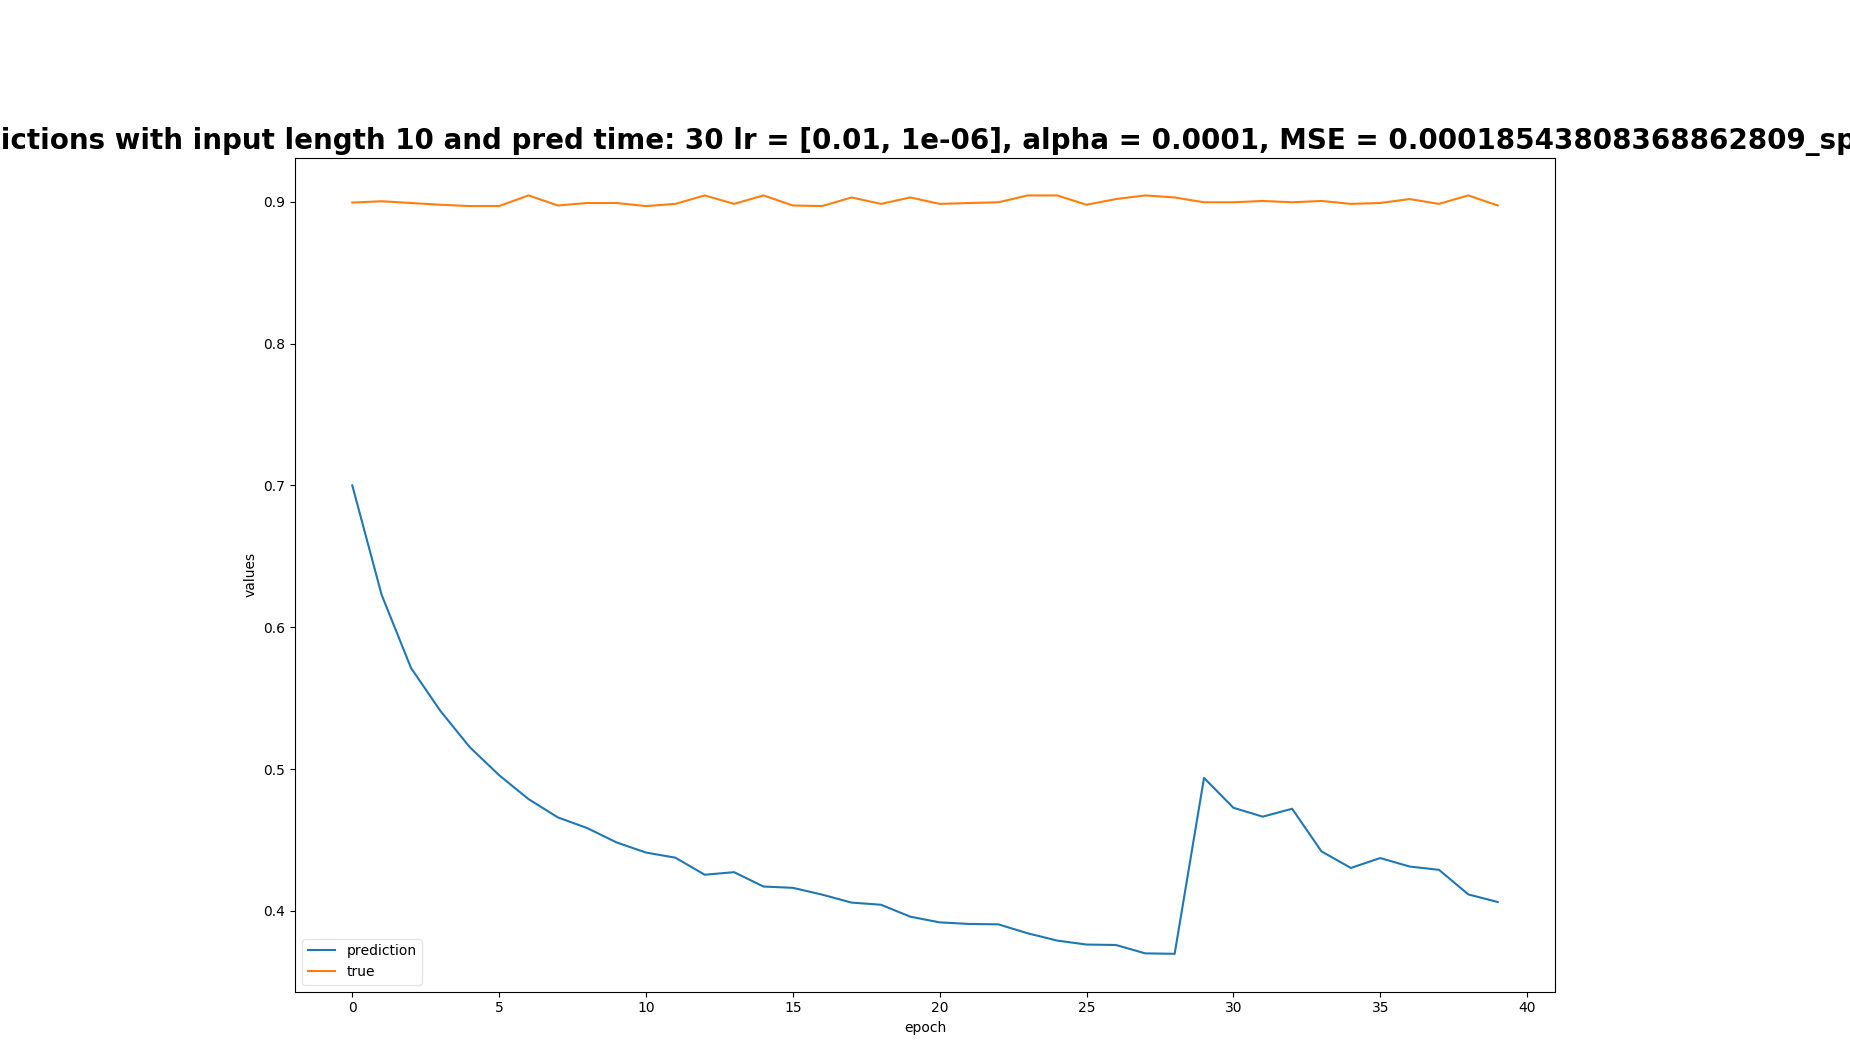 ictions with input length 10 and pred time: 30 lr = [0.01, 1e-06], alpha = 0.0001, MSE = 0.00018543808368862809_sp
0.9
0.8
0.7
0.6
0.5
0.4
values
prediction
true
0 5 10 15 20 25 30 35 40
epoch